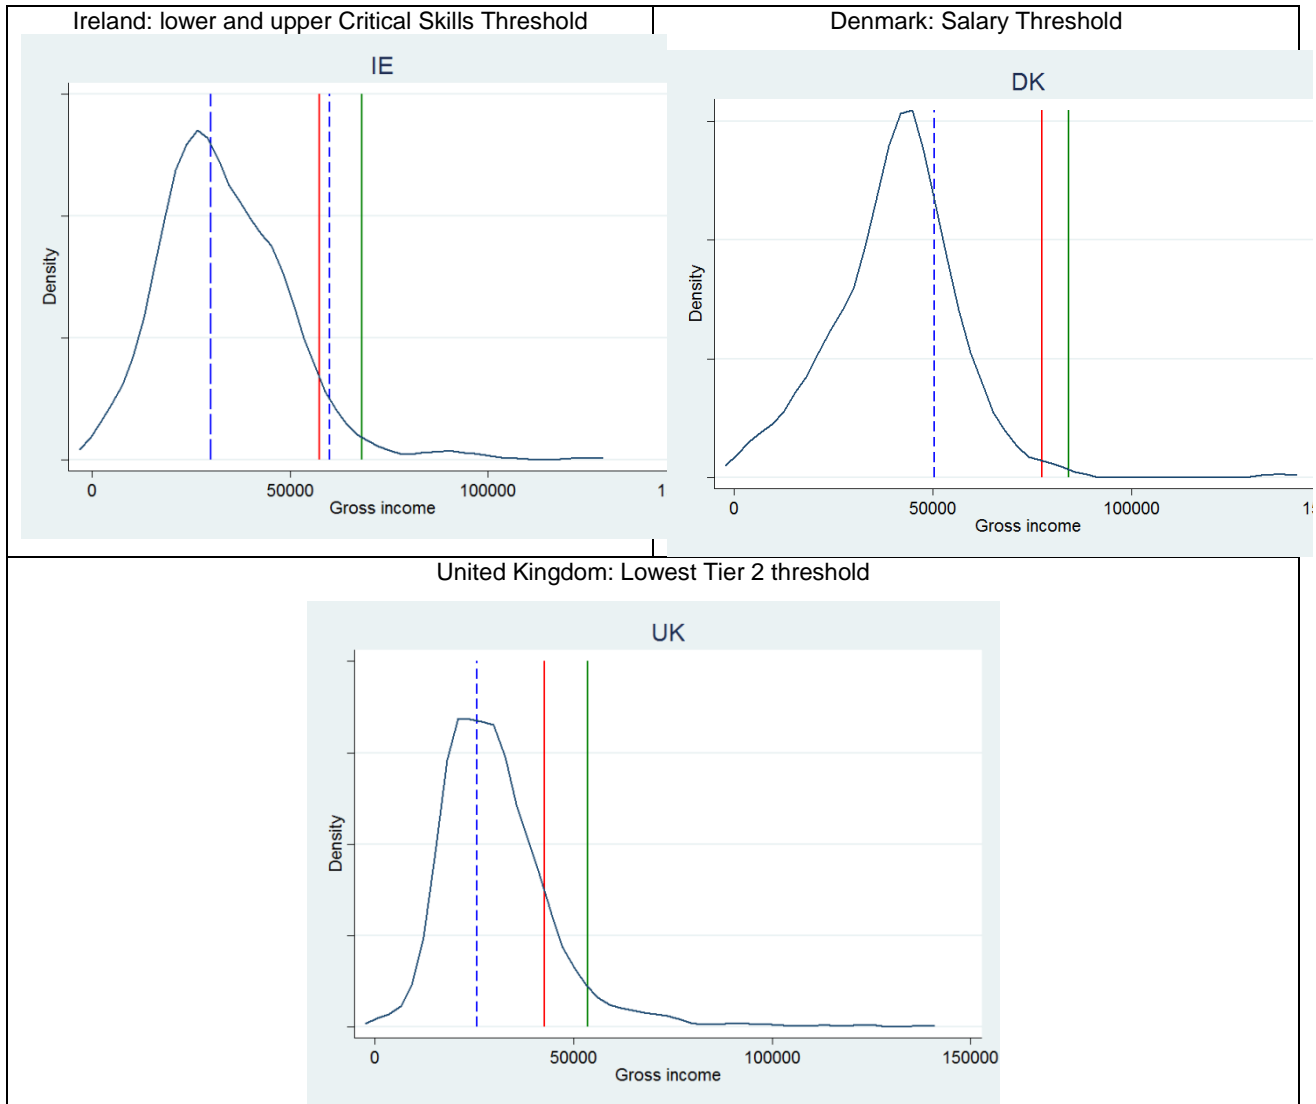 Ireland: lower and upper Critical Skills Threshold
IE
Density
0 50000 100000 1
Gross income
Denmark: Salary Threshold
DK
Density
0 50000 100000 15
Gross income
United Kingdom: Lowest Tier 2 threshold
UK
Density
0 50000 100000 150000
Gross income